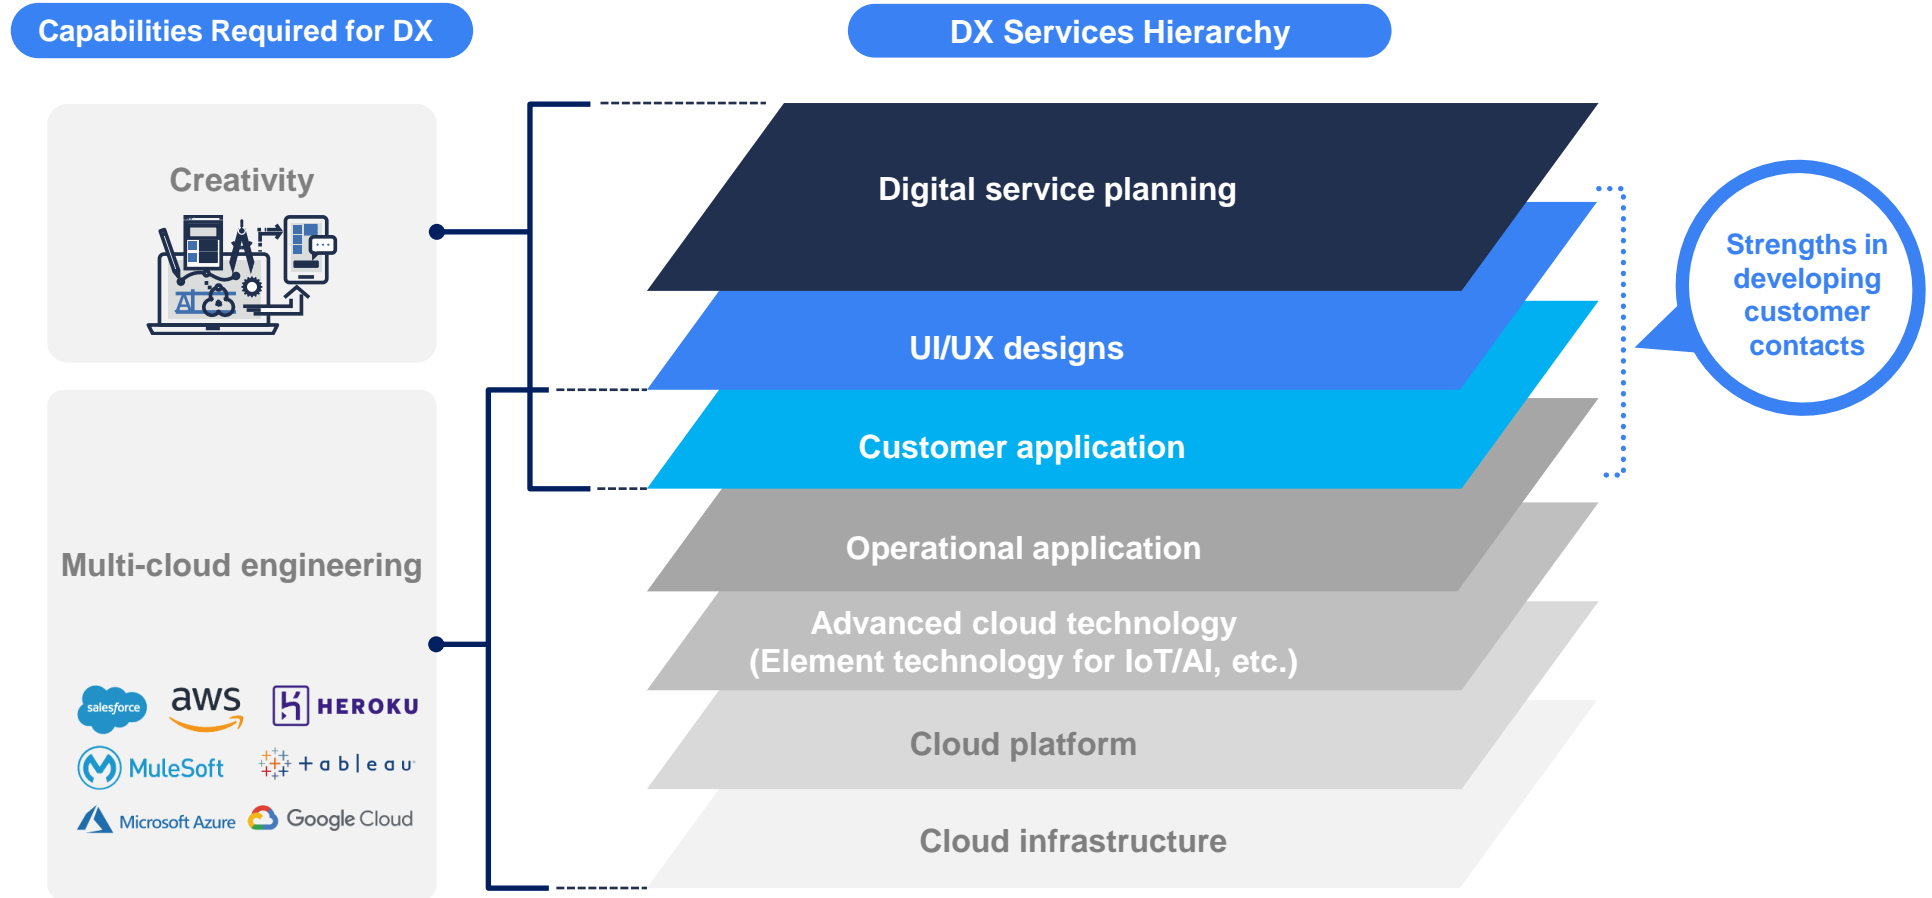 Capabilities Required for DX
DX Services Hierarchy
Creativity
AI
Multi-cloud engineering
salesforce
aws
HEROKU
MuleSoft
+ableau
Microsoft Azure
Google Cloud
Digital service planning
UI/UX designs
Customer application
Operational application
Advanced cloud technology
(Element technology for IoT/AI, etc.)
Cloud platform
Cloud infrastructure
Strengths in
developing
customer
contacts